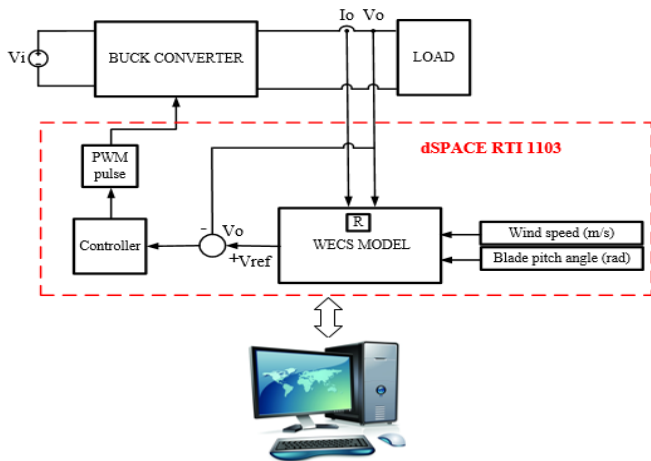 Io Vo
Vi
BUCK CONVERTER
LOAD
dSPACE RTI 1103
PWM
pulse
R
- Vo
Controller
WECS MODEL
+Vref
Wind speed (m/s)
Blade pitch angle (rad)